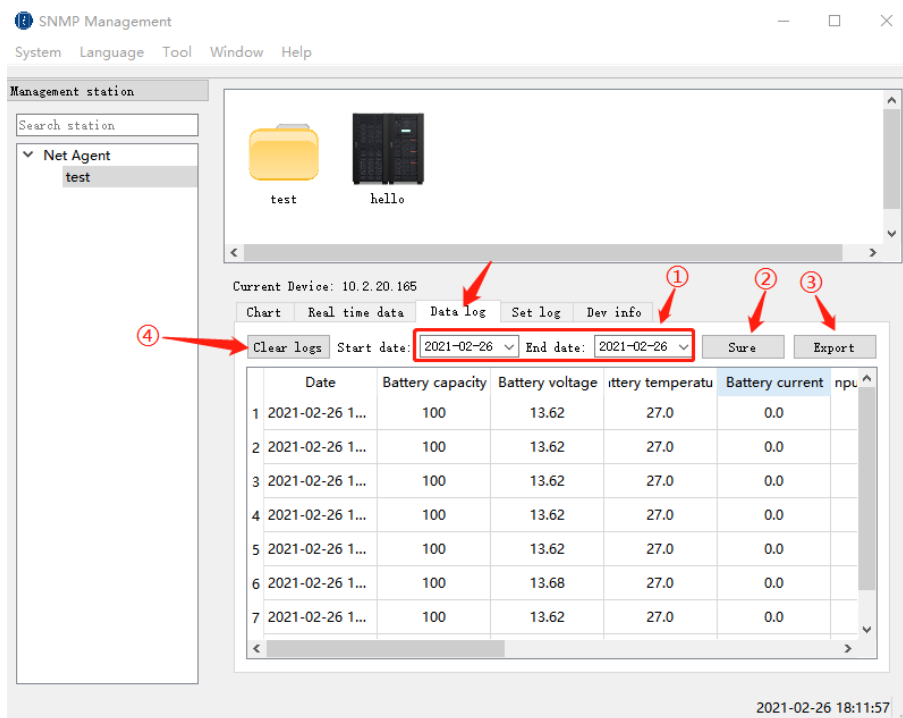 SNMP Management
System Language Tool Window Help
Management station
Search station
Net Agent
test
test hello
Current Device: 10.2.20.165
Chart Real time data Data log Set log Dev info
①
②
③
④
Clear logs Start date: 2021-02-26 End date: 2021-02-26 Sure Export
Date Battery capacity Battery voltage ttery temperatu Battery current npu
1 2021-02-26 1... 100 13.62 27.0 0.0
2 2021-02-26 1... 100 13.62 27.0 0.0
3 2021-02-26 1... 100 13.62 27.0 0.0
4 2021-02-26 1... 100 13.62 27.0 0.0
5 2021-02-26 1... 100 13.62 27.0 0.0
6 2021-02-26 1... 100 13.68 27.0 0.0
7 2021-02-26 1... 100 13.62 27.0 0.0
2021-02-26 18:11:57